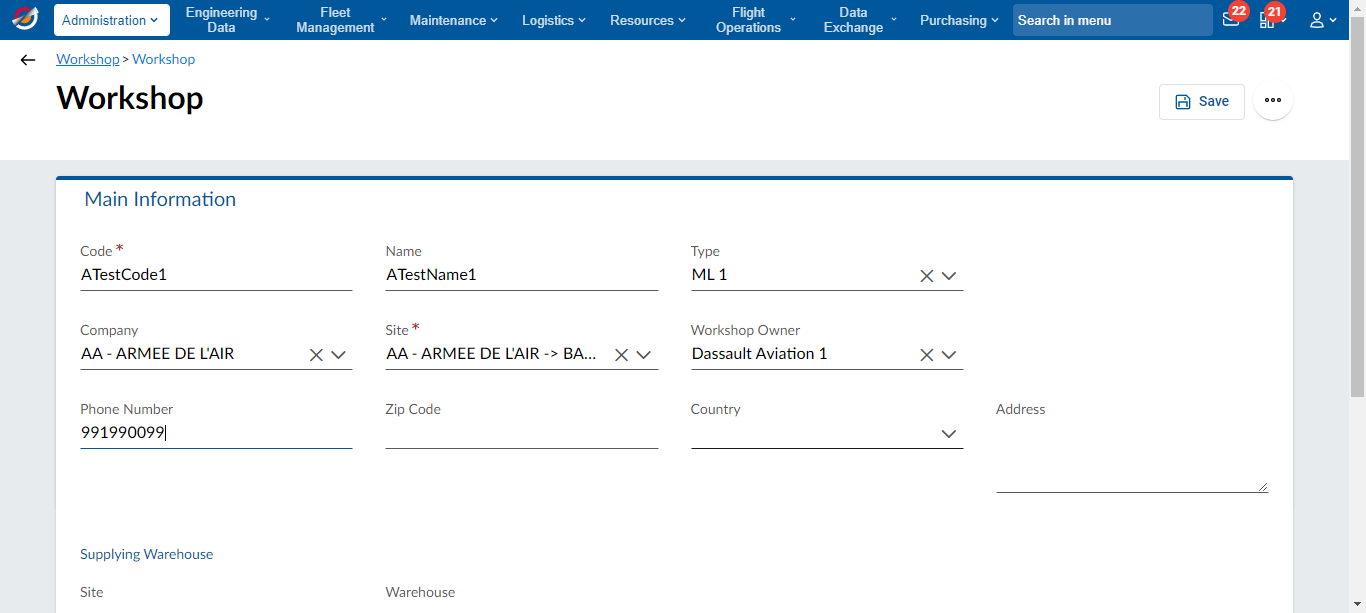 Administration
Engineering Data
Fleet Management
Maintenance
Logistics
Resources
Flight Operations
Data Exchange
Purchasing
Search in menu
22
21
Workshop > Workshop
Workshop
Save
Main Information
Code *
Name
Type
ATestCode1
ATestName1
ML 1
Company
Site *
Workshop Owner
AA - ARMEE DE L'AIR
AA - ARMEE DE L'AIR -> BA...
Dassault Aviation 1
Phone Number
Zip Code
Country
Address
991990099
Supplying Warehouse
Site
Warehouse